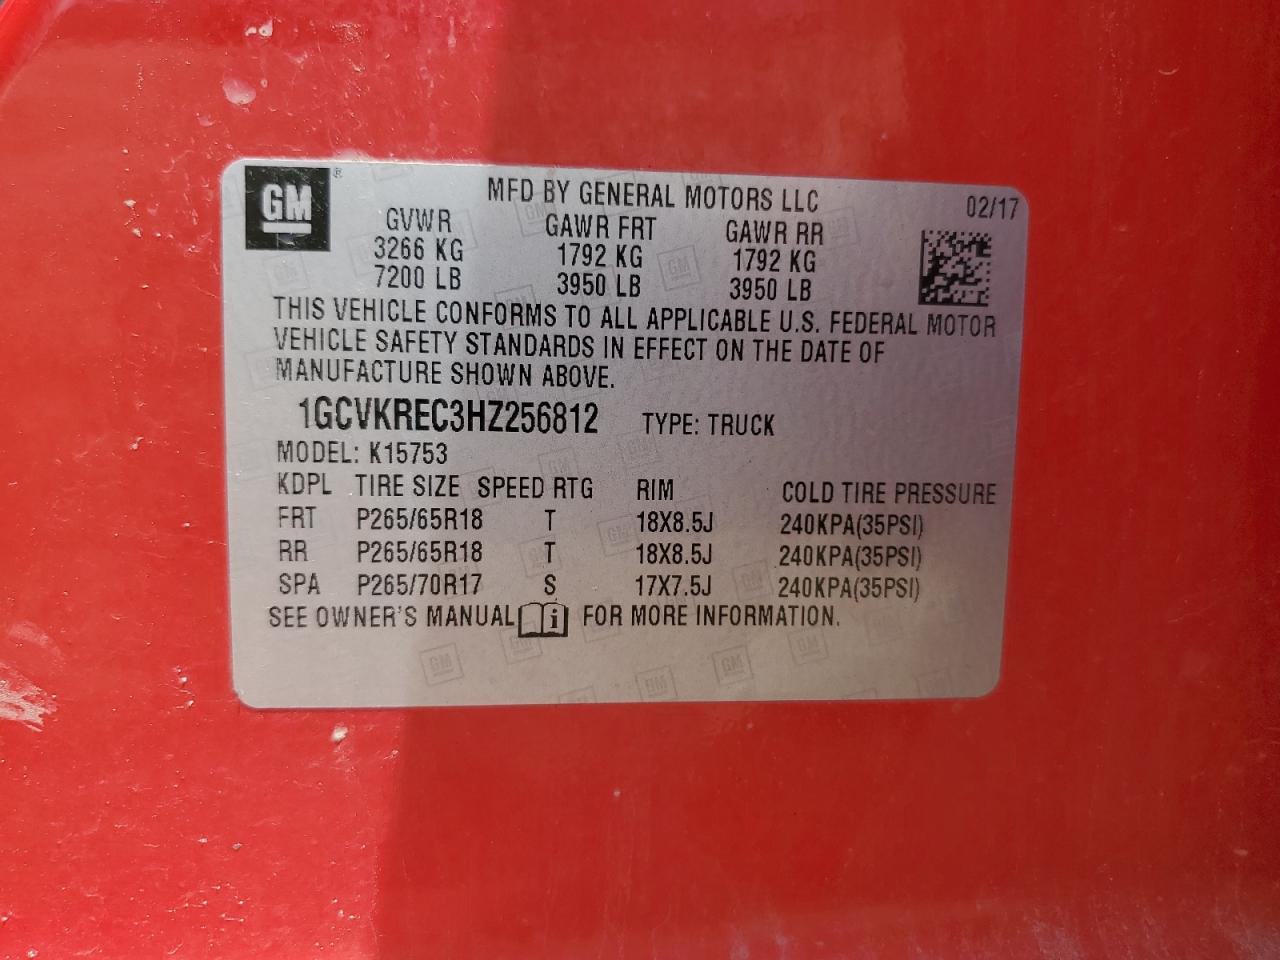 GM ® MFD BY GENERAL MOTORS LLC 02/17
GVWR GAWR FRT GAWR RR
3266 KG 1792 KG 1792 KG
7200 LB 3950 LB 3950 LB
THIS VEHICLE CONFORMS TO ALL APPLICABLE U.S. FEDERAL MOTOR
VEHICLE SAFETY STANDARDS IN EFFECT ON THE DATE OF
MANUFACTURE SHOWN ABOVE.
1GCVKREC3HZ256812 TYPE: TRUCK
MODEL: K15753
KDPL TIRE SIZE SPEED RTG RIM COLD TIRE PRESSURE
FRT P265/65R18 T 18X8.5J 240KPA(35PSI)
RR P265/65R18 T 18X8.5J 240KPA(35PSI)
SPA P265/70R17 S 17X7.5J 240KPA(35PSI)
SEE OWNER'S MANUAL i FOR MORE INFORMATION.